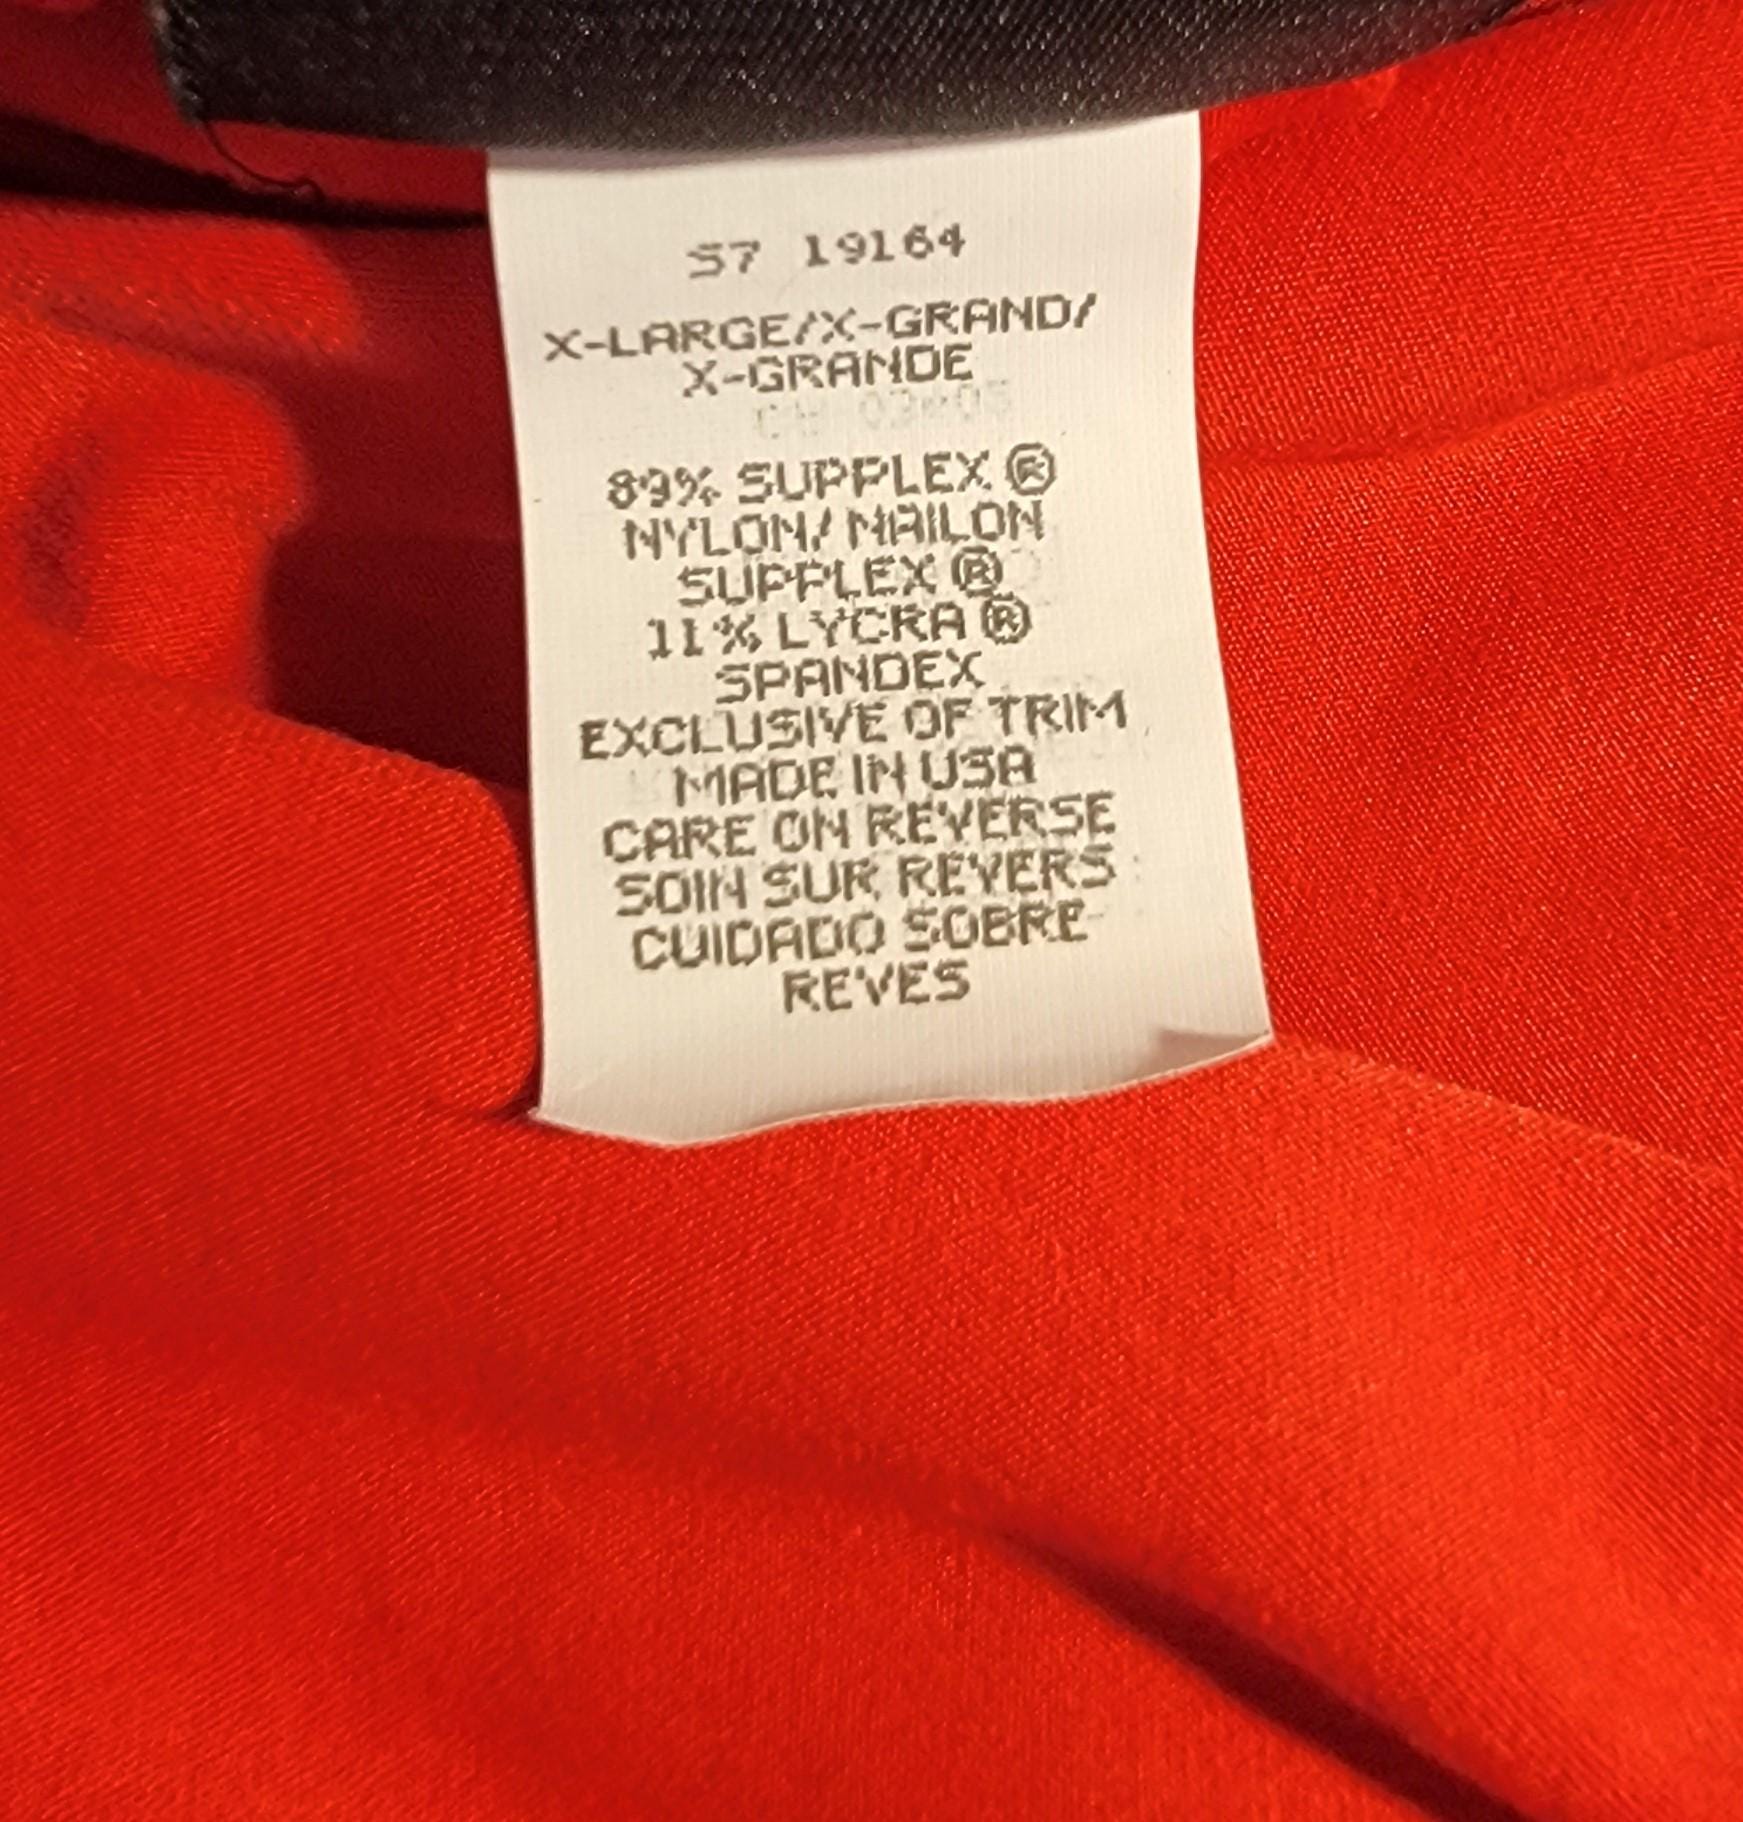 S7 19164
X-LARGE/X-GRAND/
X-GRANDE
89% SUPPLEX ®
NYLON/NAILON
SUPPLEX ®
11% LYCRA ®
SPANDEX
EXCLUSIVE OF TRIM
MADE IN USA
CARE ON REVERSE
SOIN SUR REVERS
CUIDADO SOBRE
REVES